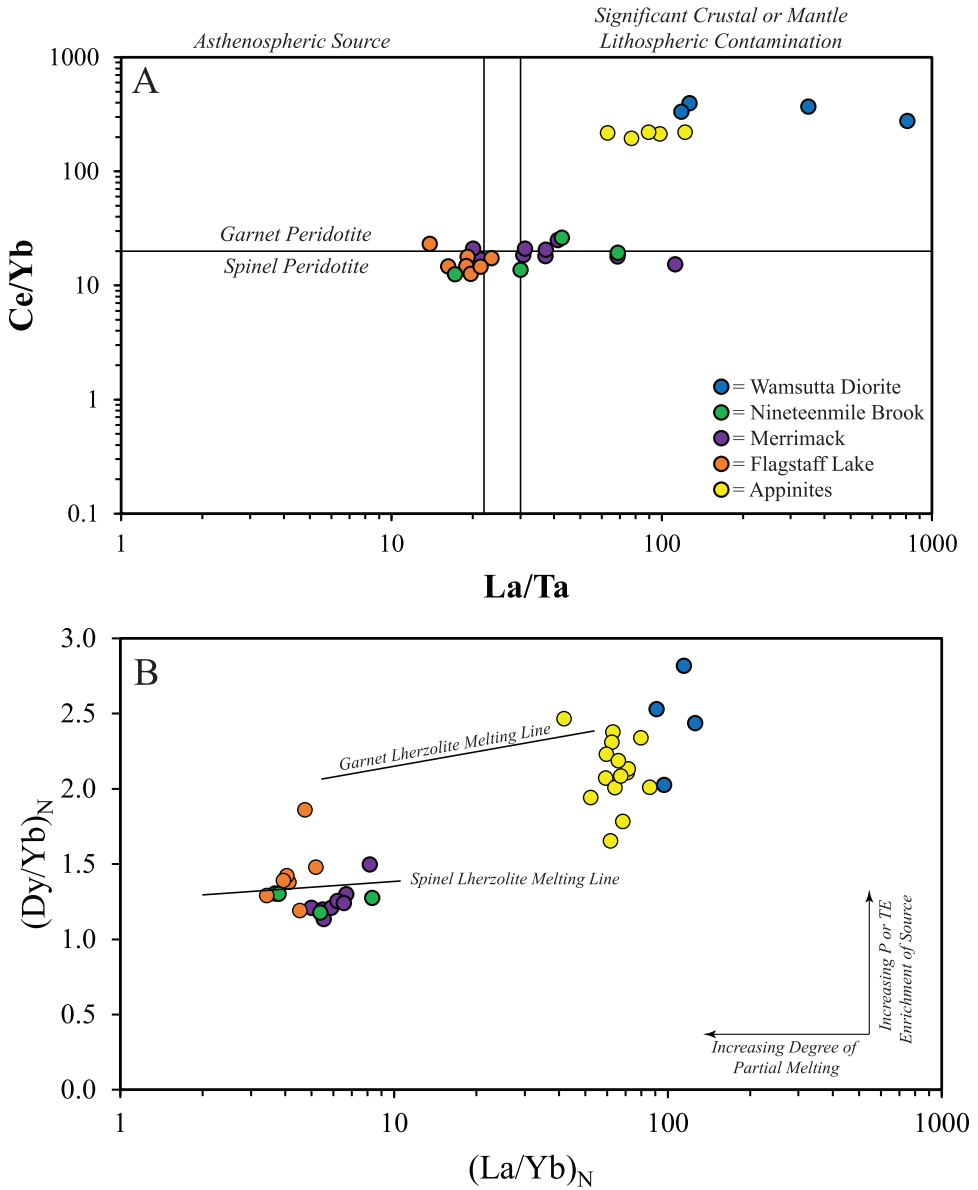 Asthenospheric Source
Significant Crustal or Mantle
Lithospheric Contamination
A
1000
100
10
1
0.1
Ce/Yb
Garnet Peridotite
Spinel Peridotite
= Wamsutta Diorite
= Nineteenmile Brook
= Merrimack
= Flagstaff Lake
= Appinites
1 10 100 1000
La/Ta
B
3.0
2.5
2.0
1.5
1.0
0.5
0.0
(Dy/Yb)N
Garnet Lherzolite Melting Line
Spinel Lherzolite Melting Line
Increasing P or TE
Enrichment of Source
Increasing Degree of
Partial Melting
1 10 100 1000
(La/Yb)N